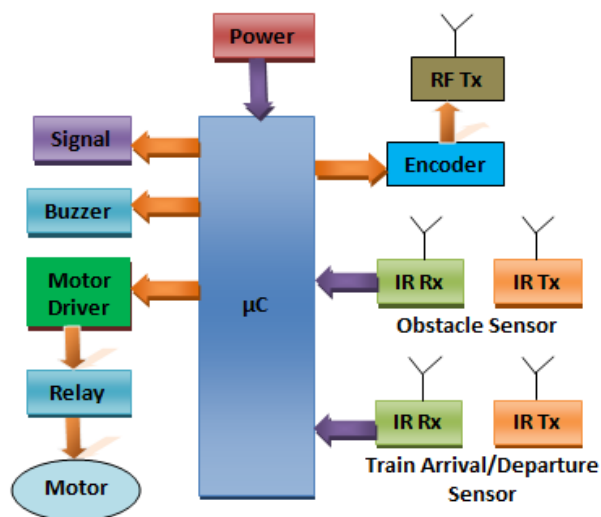 Power
RF Tx
Signal
Encoder
Buzzer
Motor
Driver
µC
IR Rx
IR Tx
Obstacle Sensor
Relay
IR Rx
IR Tx
Train Arrival/Departure
Sensor
Motor